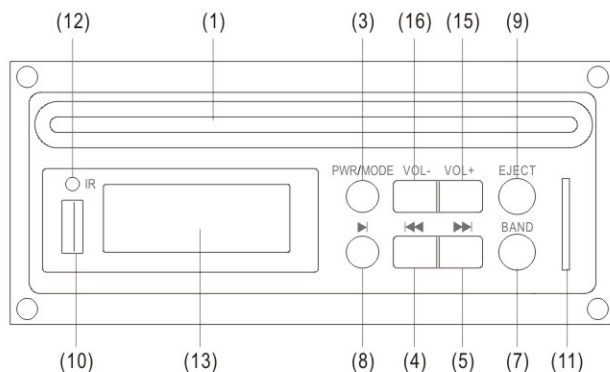 (12) (1) (3) (16) (15) (9)
PWR/MODE VOL- VOL+ EJECT
IR
BAND
(10) (13) (8) (4) (5) (7) (11)